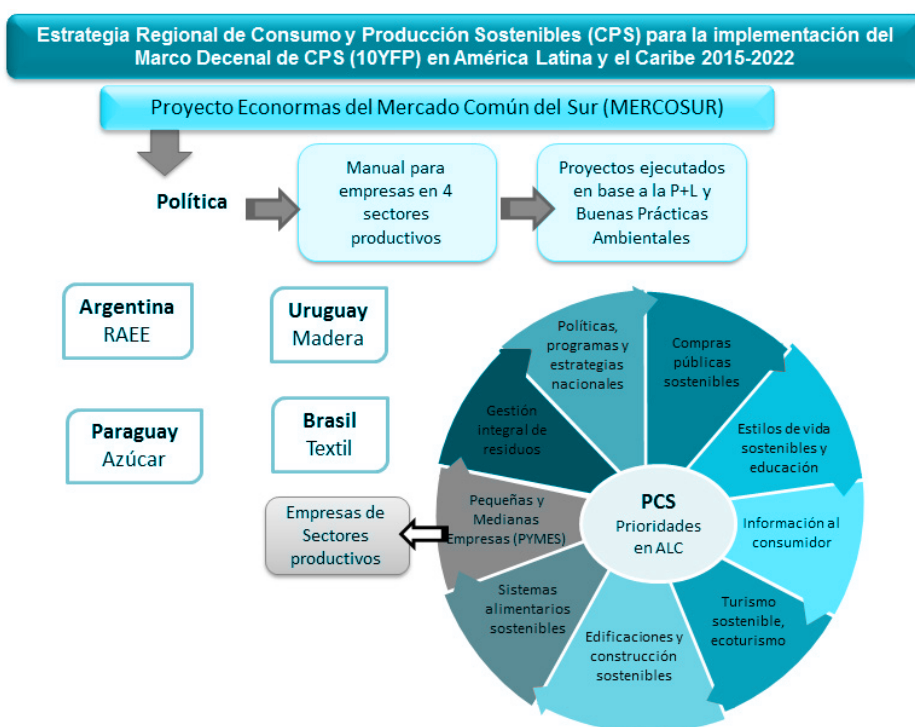 Estrategia Regional de Consumo y Producción Sostenibles (CPS) para la implementación del
Marco Decenal de CPS (10YFP) en América Latina y el Caribe 2015-2022
Proyecto Econormas del Mercado Común del Sur (MERCOSUR)
Política
Manual para
empresas en 4
sectores
productivos
Proyectos ejecutados
en base a la P+L y
Buenas Prácticas
Ambientales
Argentina
RAEE
Uruguay
Madera
Paraguay
Azúcar
Brasil
Textil
Empresas de
Sectores
productivos
PCS
Prioridades
en ALC
Políticas,
programas y
estrategias
nacionales
Compras
públicas
sostenibles
Estilos de vida
sostenibles y
educación
Información al
consumidor
Turismo
sostenible,
ecoturismo
Edificaciones y
construcción
sostenibles
Sistemas
alimentarios
sostenibles
Pequeñas y
Medianas
Empresas (PYMES)
Gestión
integral de
residuos